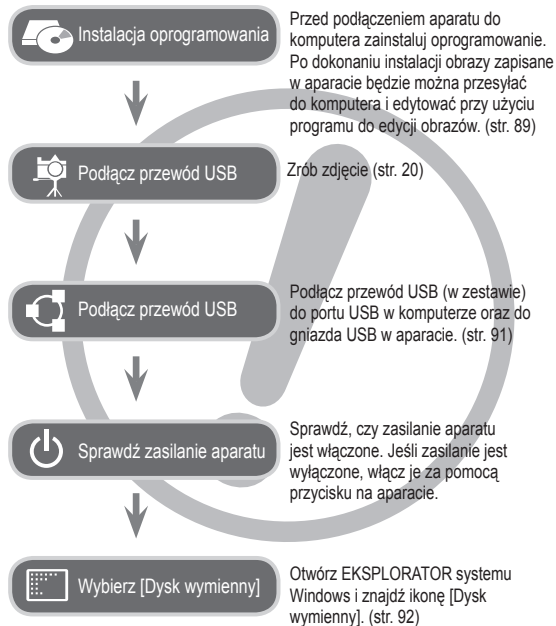 Instalacja oprogramowania
Przed podłączeniem aparatu do
komputera zainstaluj oprogramowanie.
Po dokonaniu instalacji obrazy zapisane
w aparacie będzie można przesyłać
do komputera i edytować przy użyciu
programu do edycji obrazów. (str. 89)
Podłącz przewód USB
Zrób zdjęcie (str. 20)
Podłącz przewód USB
Podłącz przewód USB (w zestawie)
do portu USB w komputerze oraz do
gniazda USB w aparacie. (str. 91)
Sprawdź zasilanie aparatu
Sprawdź, czy zasilanie aparatu
jest włączone. Jeśli zasilanie jest
wyłączone, włącz je za pomocą
przycisku na aparacie.
Wybierz [Dysk wymienny]
Otwórz EKSPLORATOR systemu
Windows i znajdź ikonę [Dysk
wymienny]. (str. 92)